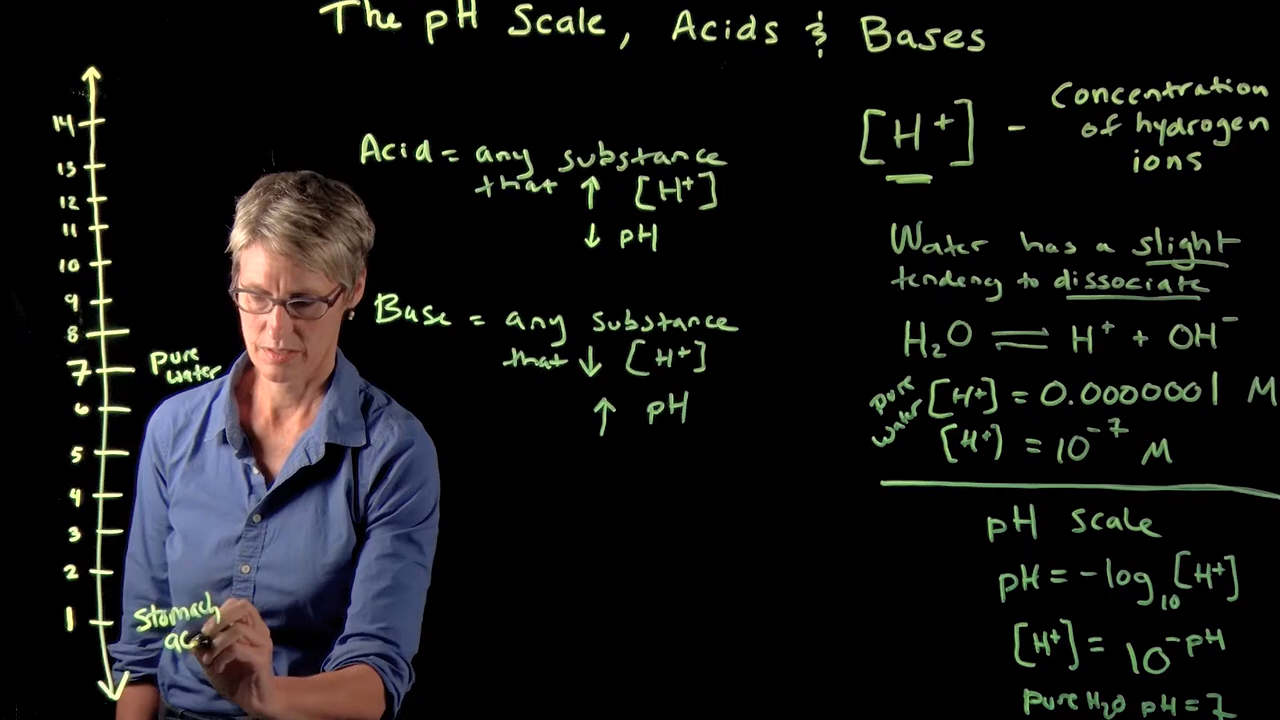 The pH Scale, Acids & Bases
14
13
12
11
10
9
8
7
6
5
4
3
2
1
pure
water
Stomach
ac
Acid = any substance
that ↑ [H⁺]
↓ pH
Base = any substance
that ↓ [H⁺]
↑ pH
[H⁺] - Concentration
of hydrogen
ions
Water has a slight
tendency to dissociate
H₂O ⇌ H⁺ + OH⁻
pure
water
[H⁺] = 0.0000001 M
[H⁺] = 10⁻⁷ M
pH scale
pH = -log₁₀ [H⁺]
[H⁺] = 10⁻ᵖᴴ
pure H₂O pH = 7